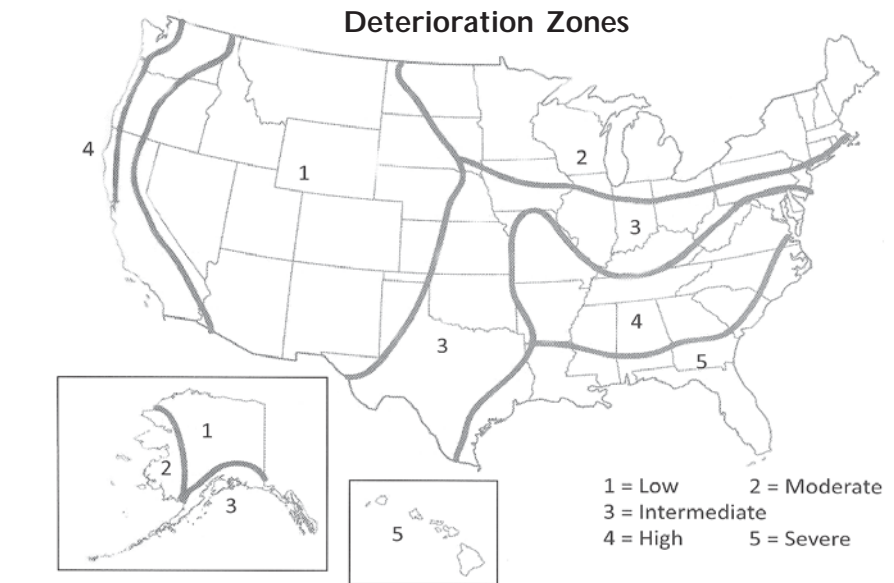 Deterioration Zones
4
1
2
3
4
3
5
1
2
3
5
1 = Low 2 = Moderate
3 = Intermediate
4 = High 5 = Severe